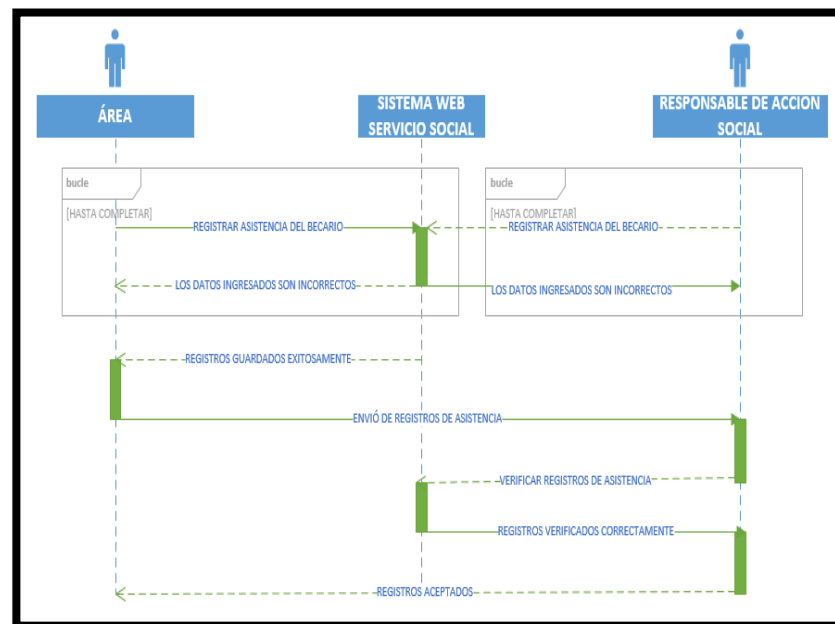 ÁREA
SISTEMA WEB
SERVICIO SOCIAL
RESPONSABLE DE ACCION
SOCIAL
bucle
[HASTA COMPLETAR]
REGISTRAR ASISTENCIA DEL BECARIO
LOS DATOS INGRESADOS SON INCORRECTOS
bucle
[HASTA COMPLETAR]
REGISTRAR ASISTENCIA DEL BECARIO
LOS DATOS INGRESADOS SON INCORRECTOS
REGISTROS GUARDADOS EXITOSAMENTE
ENVIÓ DE REGISTROS DE ASISTENCIA
VERIFICAR REGISTROS DE ASISTENCIA
REGISTROS VERIFICADOS CORRECTAMENTE
REGISTROS ACEPTADOS